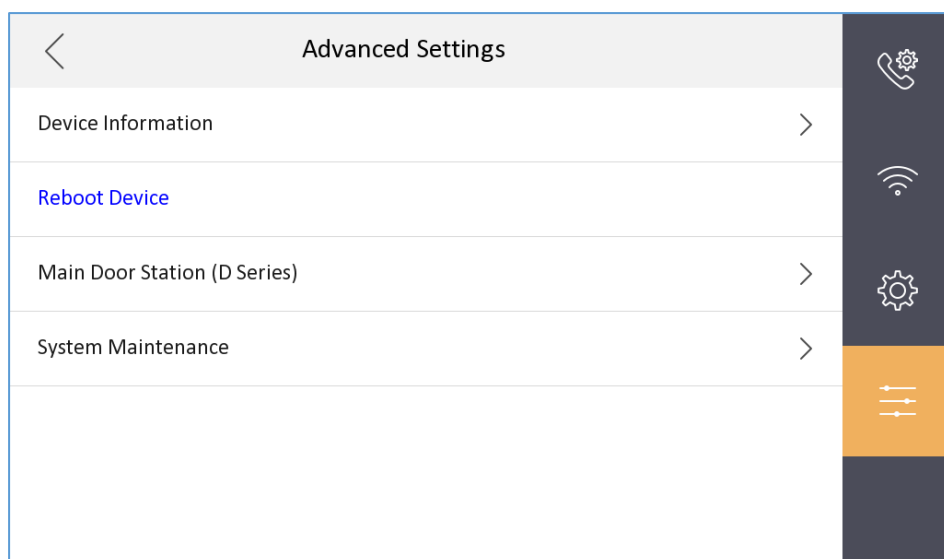 Advanced Settings
Device Information
Reboot Device
Main Door Station (D Series)
System Maintenance